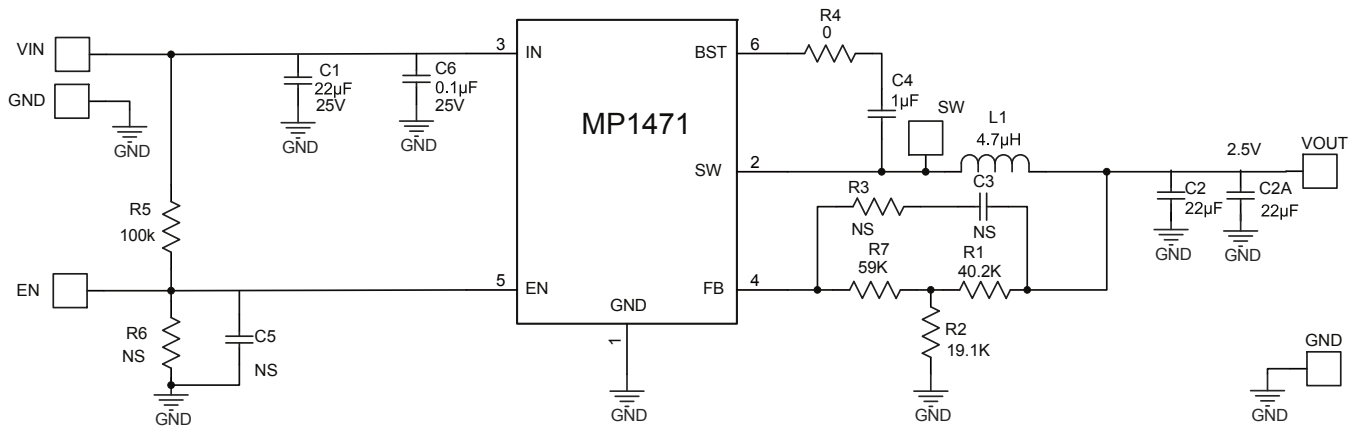 VIN
GND
GND
R5
100k
EN
R6
NS
C5
NS
GND
C1
22µF
25V
GND
C6
0.1µF
25V
GND
3
IN
5
EN
MP1471
GND
1
GND
BST
6
SW
2
FB
4
R4
0
C4
1µF
SW
L1
4.7µH
R3
NS
C3
NS
R7
59K
R1
40.2K
R2
19.1K
GND
2.5V
VOUT
C2
22µF
GND
C2A
22µF
GND
GND
GND